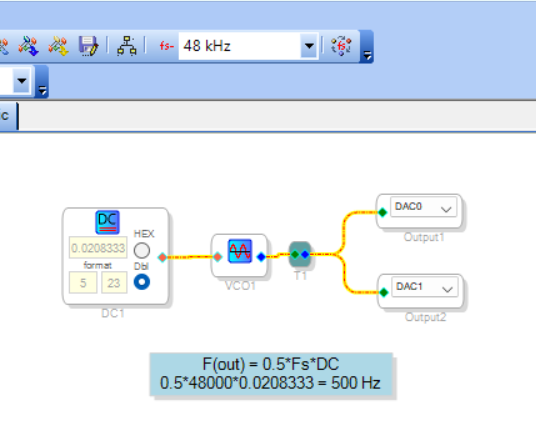 fs- 48 kHz
fs
c
DC
HEX
0.0208333
format
Dbl
5 23
DC1
VCO1
T1
DAC0
Output1
DAC1
Output2
F(out) = 0.5*Fs*DC
0.5*48000*0.0208333 = 500 Hz